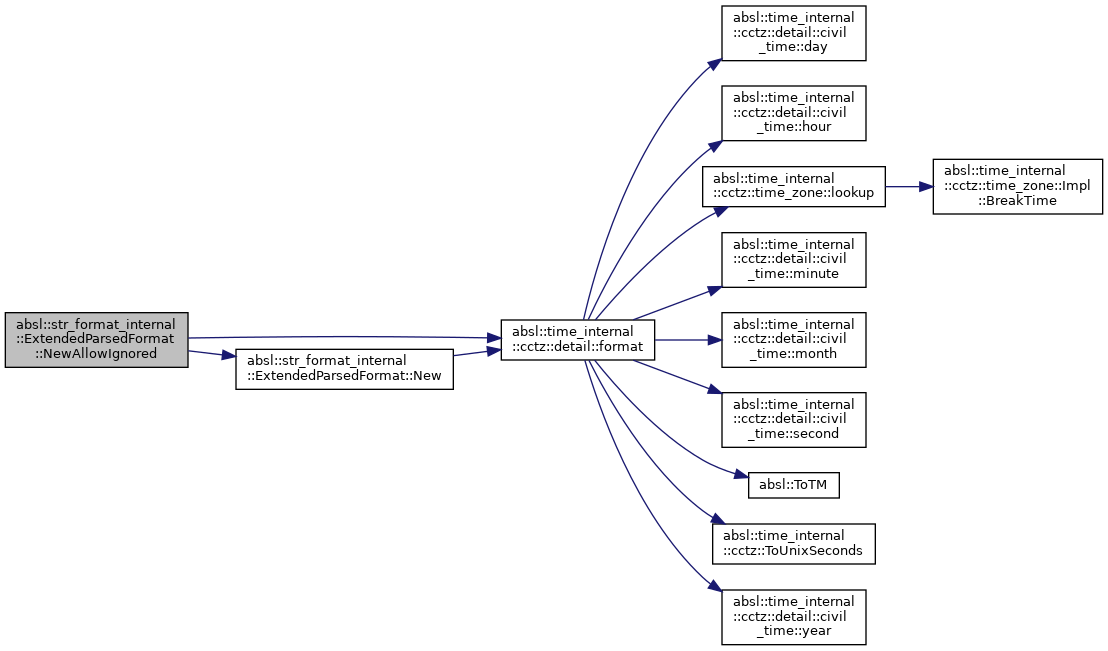 absl::str_format_internal
::ExtendedParsedFormat
::NewAllowIgnored
absl::str_format_internal
::ExtendedParsedFormat::New
absl::time_internal
::cctz::detail::format
absl::time_internal
::cctz::detail::civil
_time::day
absl::time_internal
::cctz::detail::civil
_time::hour
absl::time_internal
::cctz::time_zone::lookup
absl::time_internal
::cctz::time_zone::Impl
::BreakTime
absl::time_internal
::cctz::detail::civil
_time::minute
absl::time_internal
::cctz::detail::civil
_time::month
absl::time_internal
::cctz::detail::civil
_time::second
absl::ToTM
absl::time_internal
::cctz::ToUnixSeconds
absl::time_internal
::cctz::detail::civil
_time::year